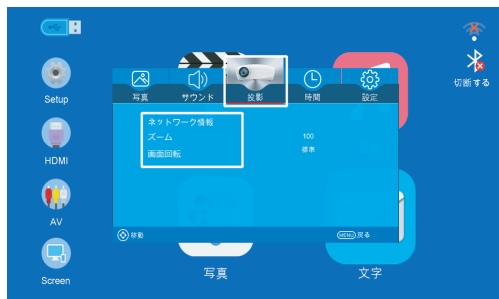 切断する
Setup
HDMI
AV
Screen
写真
サウンド
投影
時間
設定
ネットワーク情報
ズーム
100
画面回転
標準
移動
MENU 戻る
写真
文字